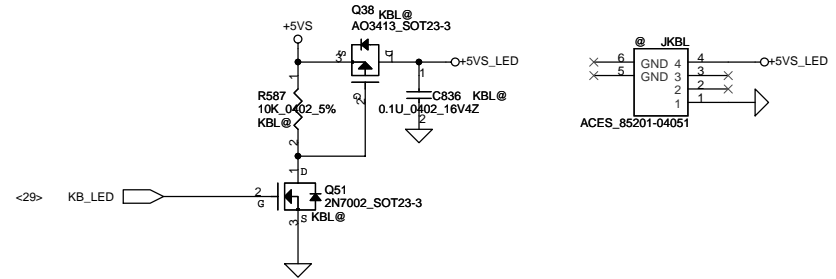 Q38 KBL@
AO3413_SOT23-3
+5VS
S
D
3
1
G
2
+5VS_LED
1
2
C836 KBL@
0.1U_0402_16V4Z
1
R587
10K_0402_5%
KBL@
2
1 D
Q51
2N7002_SOT23-3
KBL@
2
G
3 S
<29> KB_LED
@ JKBL
6 GND 4 4 +5VS_LED
5 GND 3 3
2 2
1 1
ACES_85201-04051